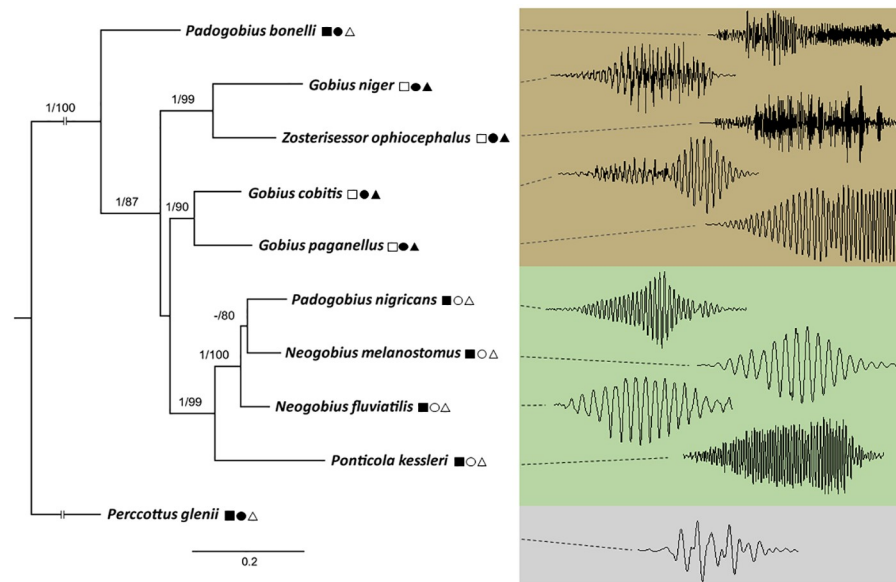 Padogobius bonelli ■●△
Gobius niger □●▲
1/100
1/99
Zosterisessor ophiocephalus □●▲
Gobius cobitis □●▲
1/87
1/90
Gobius paganellus □●▲
Padogobius nigricans ■○△
-/80
Neogobius melanostomus ■○△
1/100
Neogobius fluviatilis ■○△
1/99
Ponticola kessleri ■○△
Perccottus glenii ■●△
0.2